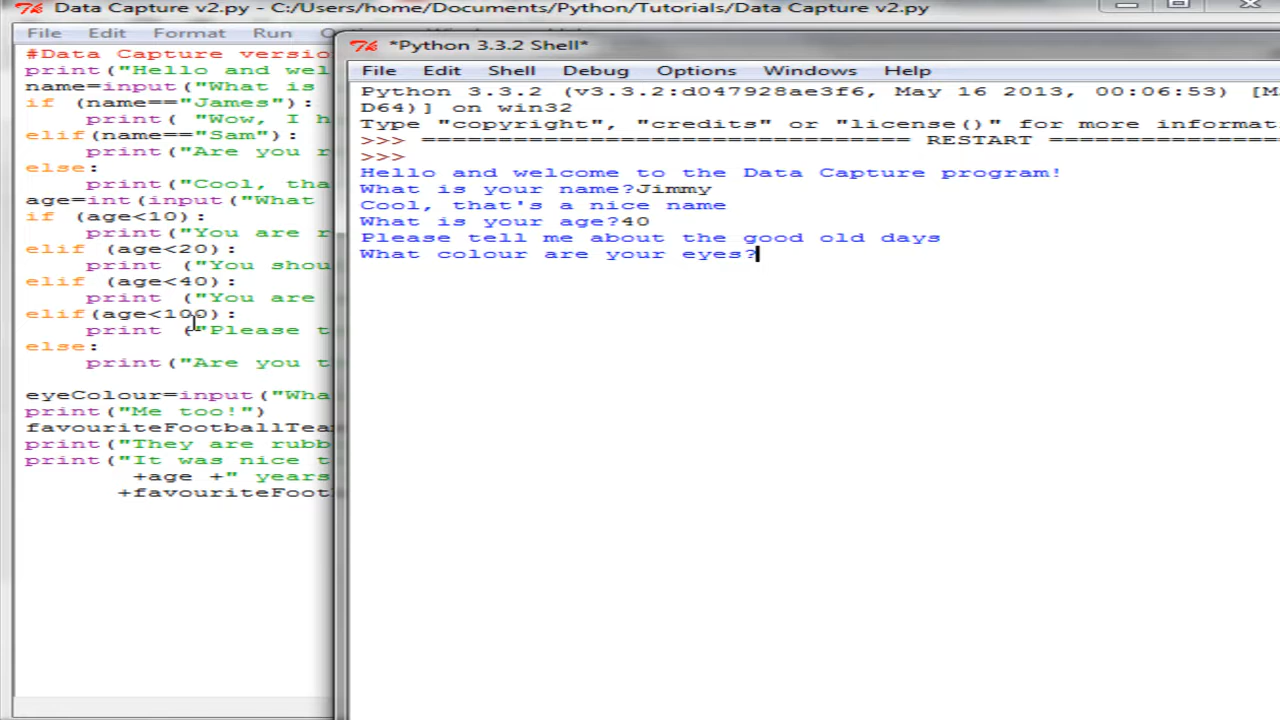 Data Capture v2.py - C:/Users/home/Documents/Python/Tutorials/Data Capture v2.py
File Edit Format Run
#Data Capture versio
print("Hello and wel
name=input("What is
if (name=="James"):
print( "Wow, I h
elif(name=="Sam"):
print("Are you r
else:
print("Cool, tha
age=int(input("What
if (age<10):
print("You are r
elif (age<20):
print ("You shou
elif (age<40):
print ("You are
elif(age<100):
print ("Please t
else:
print("Are you t
eyeColour=input("Wha
print("Me too!")
favouriteFootballTea
print("They are rubb
print("It was nice t
+age +" years
+favouriteFoot
*Python 3.3.2 Shell*
File Edit Shell Debug Options Windows Help
Python 3.3.2 (v3.3.2:d047928ae3f6, May 16 2013, 00:06:53) [M
D64)] on win32
Type "copyright", "credits" or "license()" for more informat
>>> ================================ RESTART ===============
>>>
Hello and welcome to the Data Capture program!
What is your name?Jimmy
Cool, that's a nice name
What is your age?40
Please tell me about the good old days
What colour are your eyes?